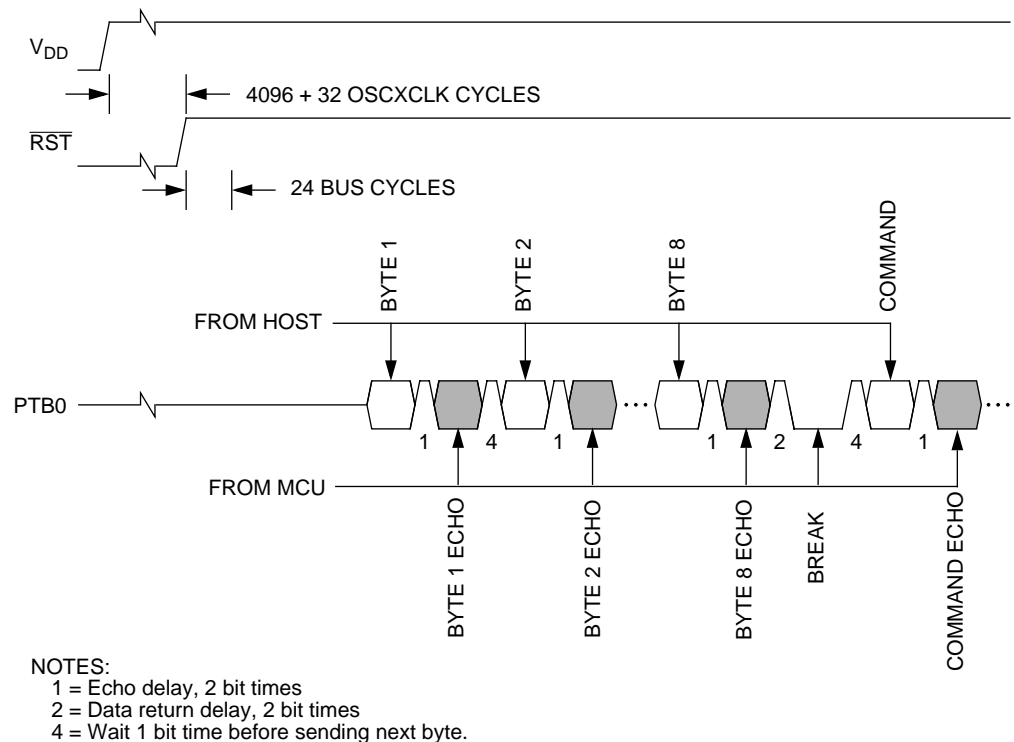 VDD
4096 + 32 OSCXCLK CYCLES
RST
24 BUS CYCLES
BYTE 1
BYTE 2
BYTE 8
COMMAND
FROM HOST
PTB0
...
...
1
4
1
1
2
4
1
FROM MCU
BYTE 1 ECHO
BYTE 2 ECHO
BYTE 8 ECHO
BREAK
COMMAND ECHO
NOTES:
1 = Echo delay, 2 bit times
2 = Data return delay, 2 bit times
4 = Wait 1 bit time before sending next byte.